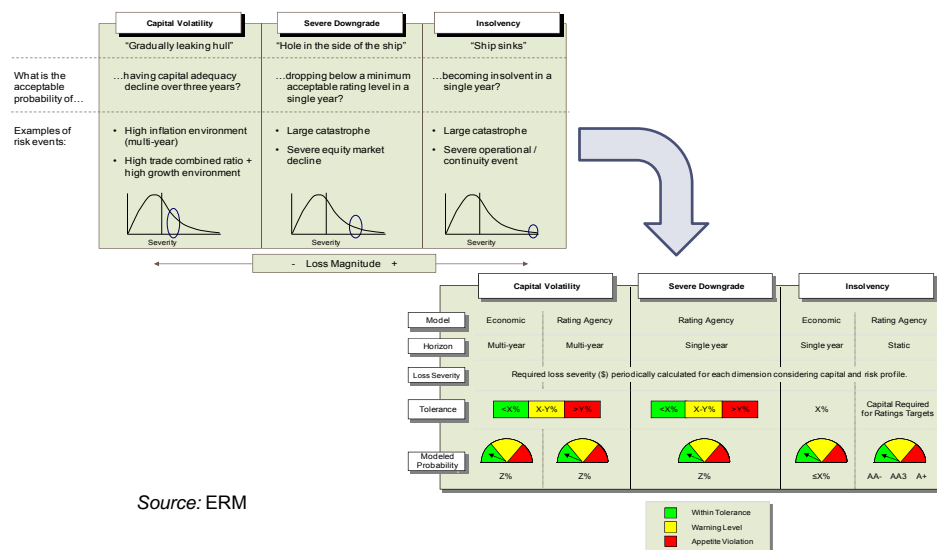 Capital Volatility Severe Downgrade Insolvency
“Gradually leaking hull” “Hole in the side of the ship” “Ship sinks”
What is the
acceptable
probability of…
…having capital adequacy
decline over three years?
…dropping below a minimum
acceptable rating level in a
single year?
…becoming insolvent in a
single year?
Examples of
risk events:
• High inflation environment
(multi-year)
• High trade combined ratio +
high growth environment
• Large catastrophe
• Severe equity market
decline
• Large catastrophe
• Severe operational /
continuity event
Severity Severity Severity
- Loss Magnitude +
Capital Volatility Severe Downgrade Insolvency
Model Economic Rating Agency Rating Agency Economic Rating Agency
Horizon Multi-year Multi-year Single year Single year Static
Loss Severity Required loss severity ($) periodically calculated for each dimension considering capital and risk profile.
Tolerance <X% X-Y% >Y% <X% X-Y% >Y% X% Capital Required
for Ratings Targets
Modeled
Probability
Z% Z% Z% ≤X% AA- AA3 A+
Source: ERM
Within Tolerance
Warning Level
Appetite Violation